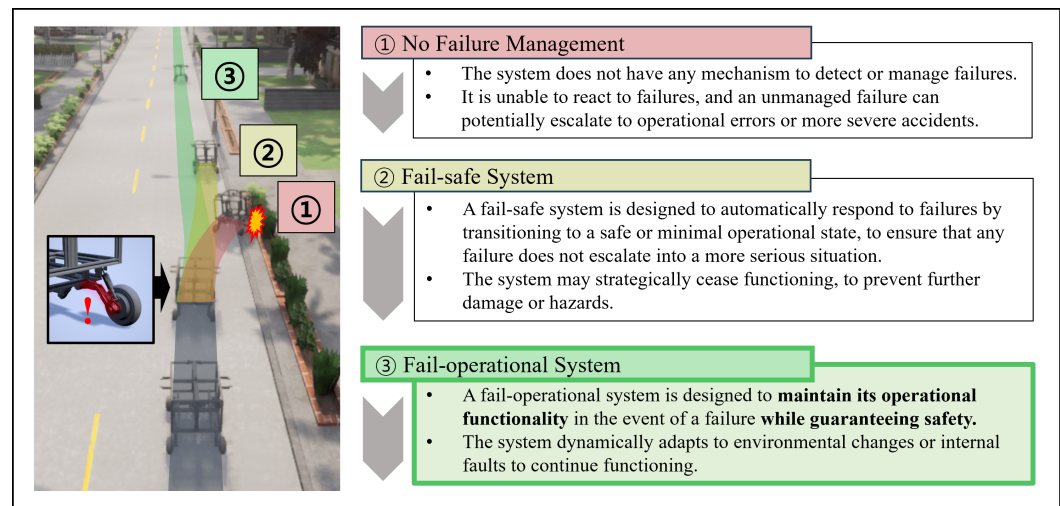 ③
②
①
!
① No Failure Management
• The system does not have any mechanism to detect or manage failures.
• It is unable to react to failures, and an unmanaged failure can
potentially escalate to operational errors or more severe accidents.
② Fail-safe System
• A fail-safe system is designed to automatically respond to failures by
transitioning to a safe or minimal operational state, to ensure that any
failure does not escalate into a more serious situation.
• The system may strategically cease functioning, to prevent further
damage or hazards.
③ Fail-operational System
• A fail-operational system is designed to maintain its operational
functionality in the event of a failure while guaranteeing safety.
• The system dynamically adapts to environmental changes or internal
faults to continue functioning.